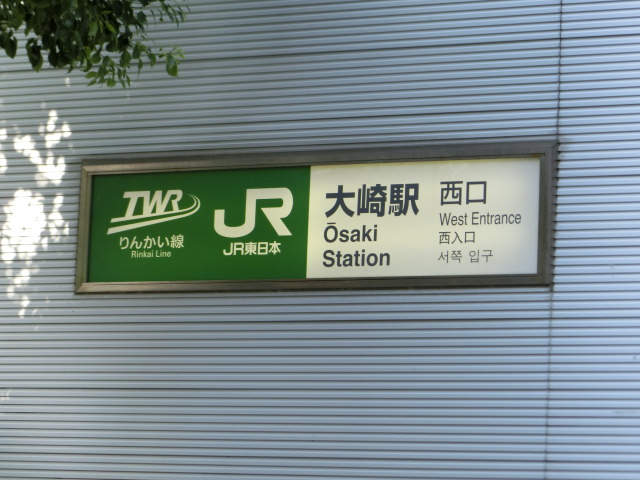 TWR
りんかい線
Rinkai Line
JR
JR東日本
大崎駅
Ōsaki
Station
西口
West Entrance
西入口
서쪽 입구